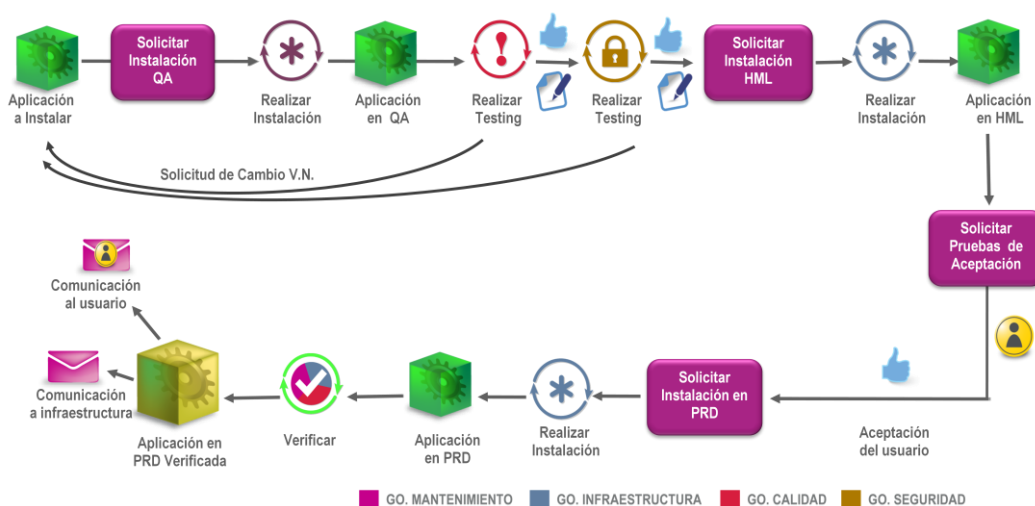 Solicitar
Instalación
QA
Solicitar
Instalación
HML
Aplicación
a Instalar
Realizar
Instalación
Aplicación
en QA
Realizar
Testing
Realizar
Testing
Realizar
Instalación
Aplicación
en HML
Solicitud de Cambio V.N.
Solicitar
Pruebas de
Aceptación
Comunicación
al usuario
Comunicación
a infraestructura
Aplicación en
PRD Verificada
Verificar
Aplicación
en PRD
Realizar
Instalación
Solicitar
Instalación en
PRD
Aceptación
del usuario
GO. MANTENIMIENTO
GO. INFRAESTRUCTURA
GO. CALIDAD
GO. SEGURIDAD